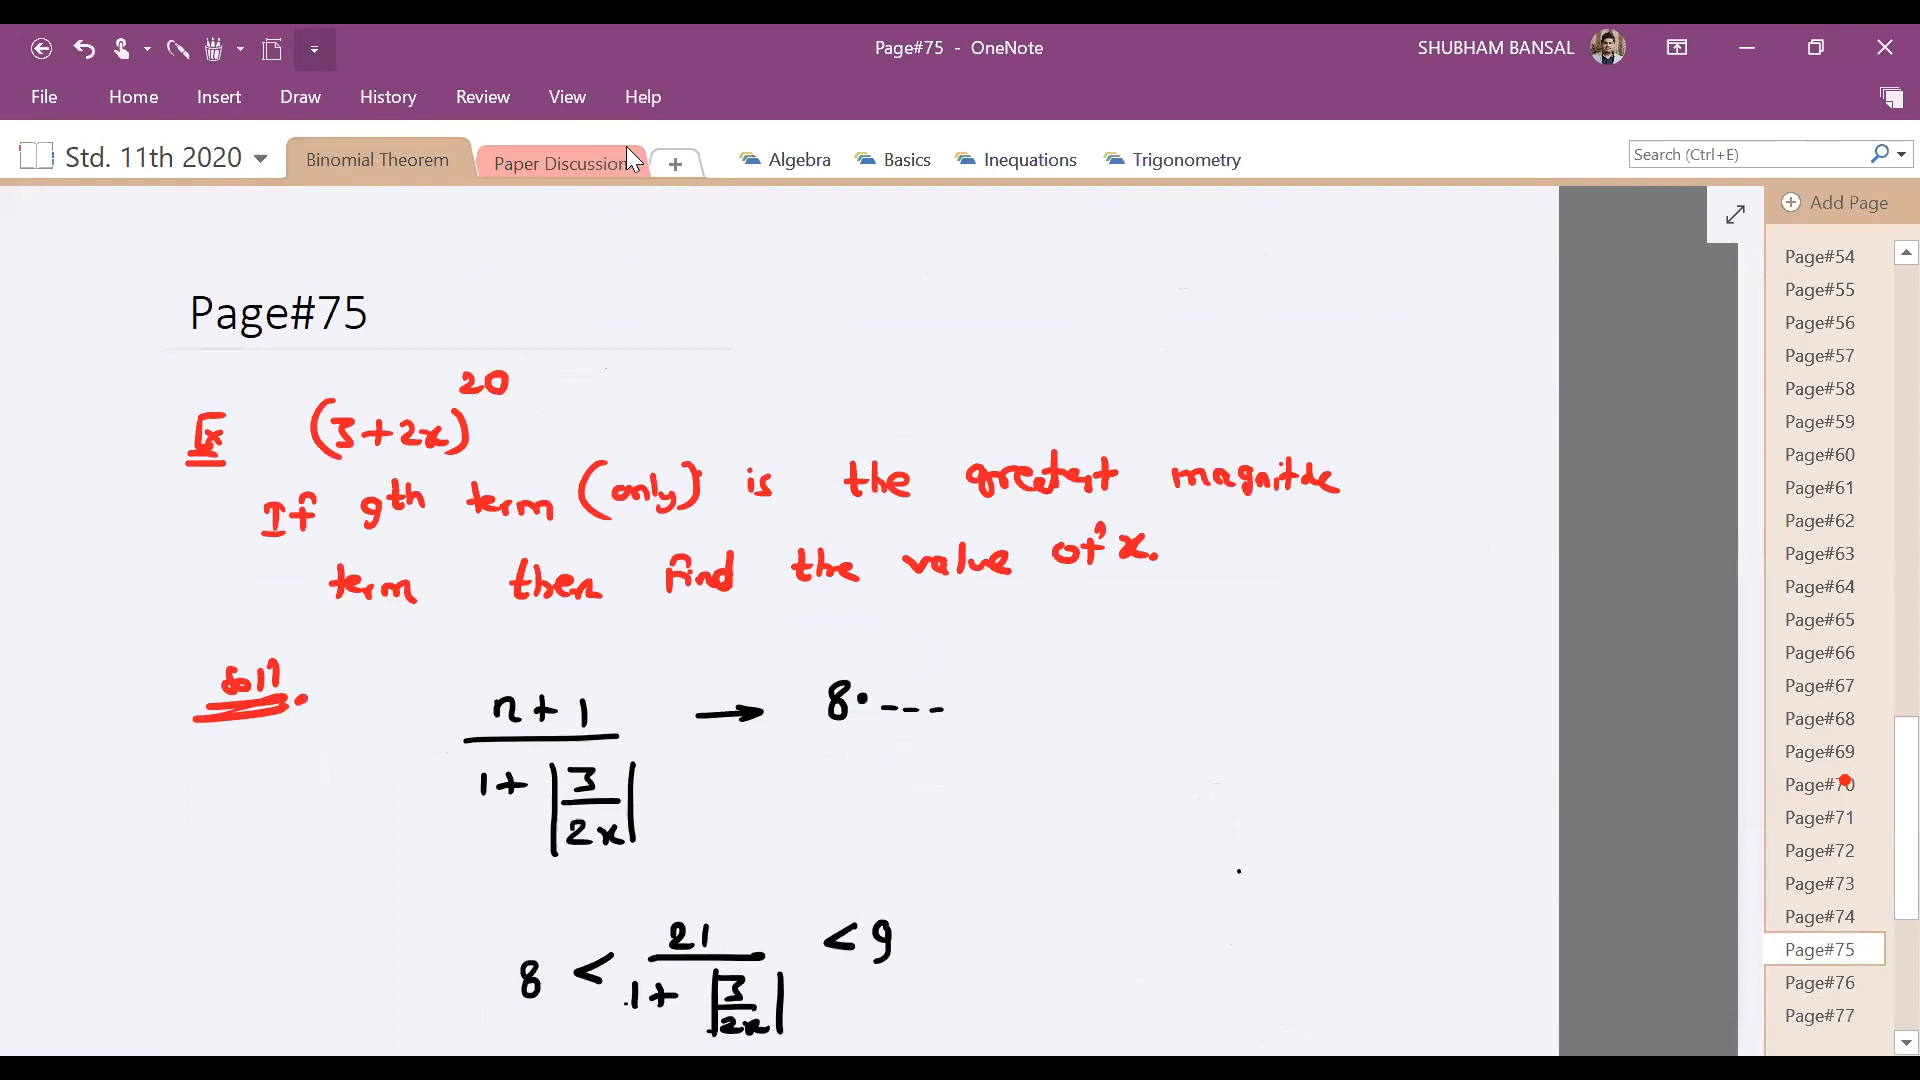 Page#75 - OneNote
SHUBHAM BANSAL
File Home Insert Draw History Review View Help
Std. 11th 2020
Binomial Theorem
Paper Discussion
Algebra
Basics
Inequations
Trigonometry
Search (Ctrl+E)
Add Page
Page#75
Ex (3+2x)^20
If 9th term (only) is the greatest magnitde
term then find the value of x.
Solⁿ.
n+1 / 1+ |3/2x| → 8.---
8 < 21 / 1+ |3/2x| < 9
Page#54
Page#55
Page#56
Page#57
Page#58
Page#59
Page#60
Page#61
Page#62
Page#63
Page#64
Page#65
Page#66
Page#67
Page#68
Page#69
Page#70
Page#71
Page#72
Page#73
Page#74
Page#75
Page#76
Page#77